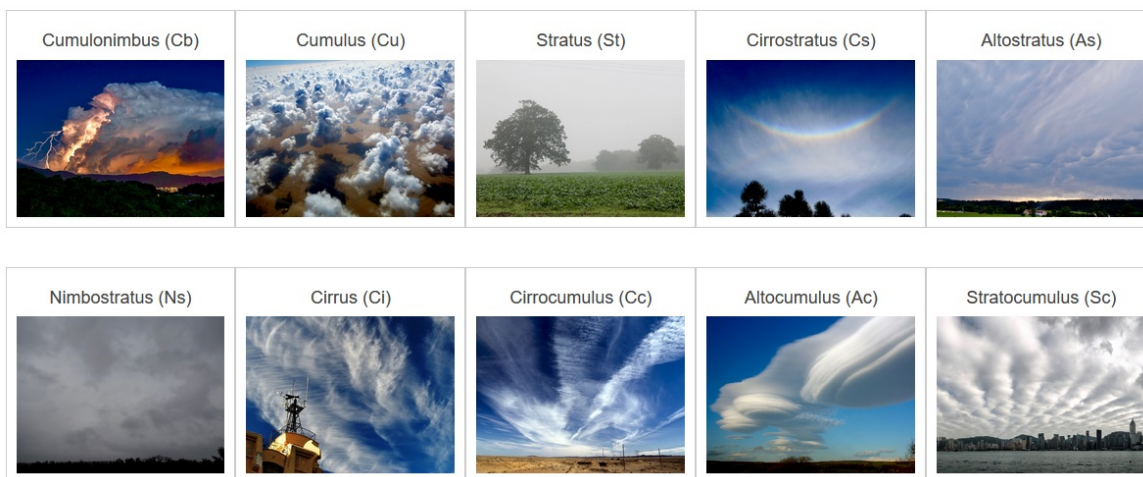 Cumulonimbus (Cb)
Cumulus (Cu)
Stratus (St)
Cirrostratus (Cs)
Altostratus (As)
Nimbostratus (Ns)
Cirrus (Ci)
Cirrocumulus (Cc)
Altocumulus (Ac)
Stratocumulus (Sc)